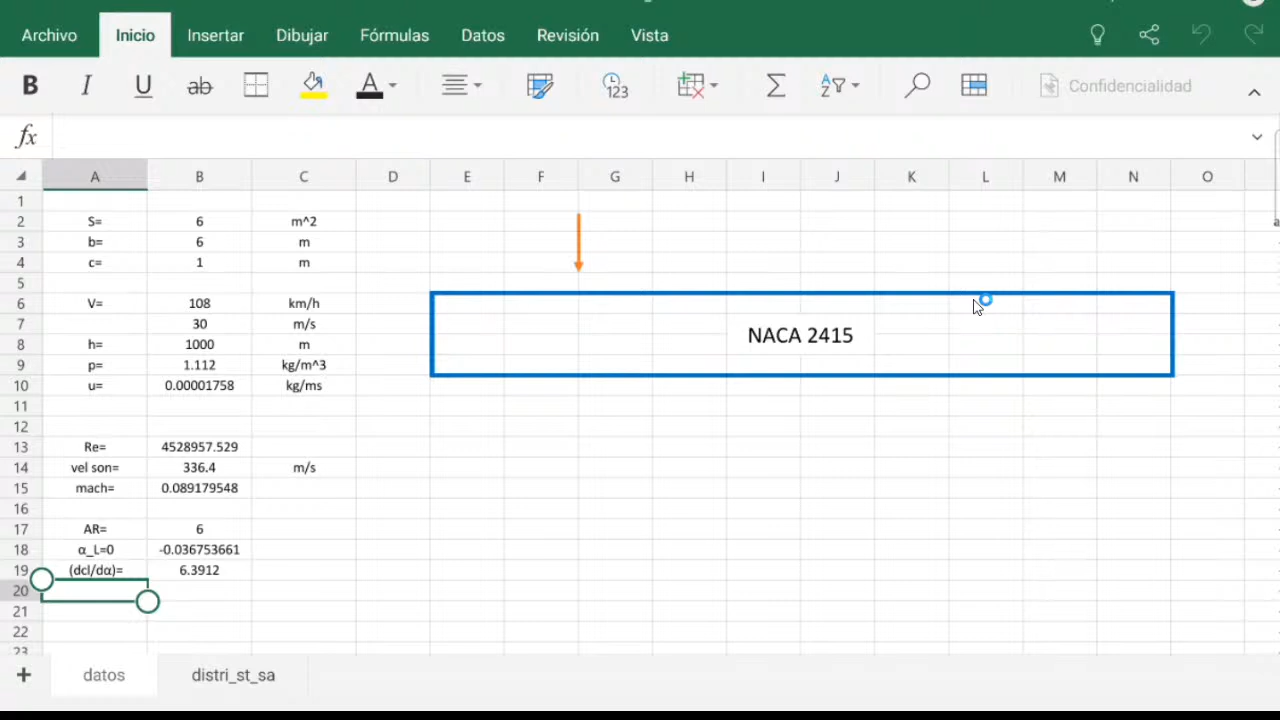 Archivo Inicio Insertar Dibujar Fórmulas Datos Revisión Vista
B I U ab A 123 Σ A Z Confidencialidad
fx
A B C D E F G H I J K L M N O
1
2 S= 6 m^2
3 b= 6 m
4 c= 1 m
5
6 V= 108 km/h
7 30 m/s
8 h= 1000 m
9 p= 1.112 kg/m^3
10 u= 0.00001758 kg/ms
NACA 2415
11
12
13 Re= 4528957.529
14 vel son= 336.4 m/s
15 mach= 0.089179548
16
17 AR= 6
18 α_L=0 -0.036753661
19 (dcl/dα)= 6.3912
20
21
22
23
+ datos distri_st_sa